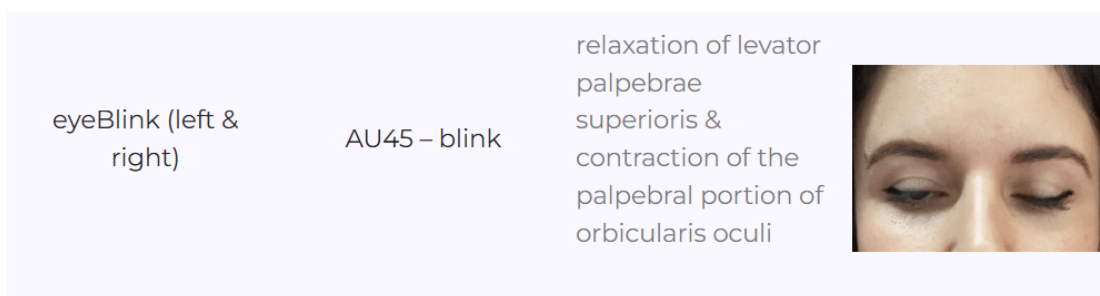 eyeBlink (left &
right)
AU45 – blink
relaxation of levator
palpebrae
superioris &
contraction of the
palpebral portion of
orbicularis oculi